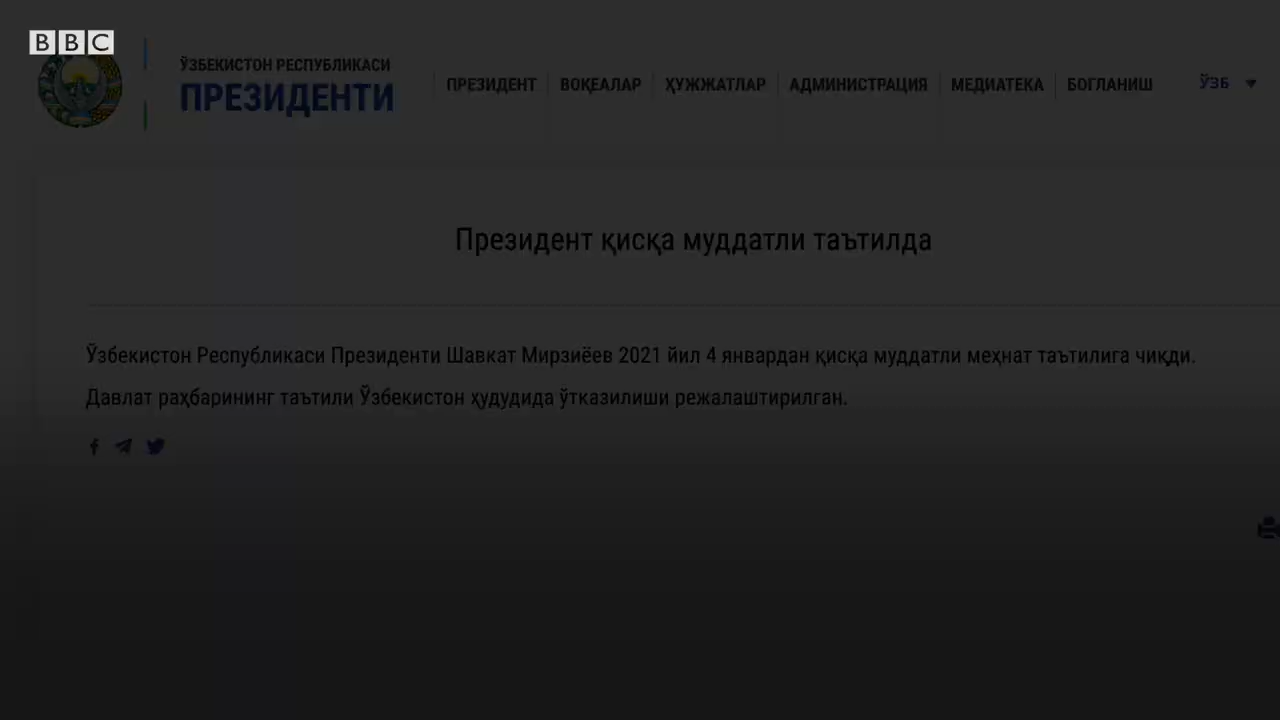 BBC
ЎЗБЕКИСТОН РЕСПУБЛИКАСИ
ПРЕЗИДЕНТИ
ПРЕЗИДЕНТ ВОҚЕАЛАР ҲУЖЖАТЛАР АДМИНИСТРАЦИЯ МЕДИАТЕКА БОҒЛАНИШ ЎЗБ
Президент қисқа муддатли таътилда
Ўзбекистон Республикаси Президенти Шавкат Мирзиёев 2021 йил 4 январдан қисқа муддатли меҳнат таътилига чиқди.
Давлат раҳбарининг таътили Ўзбекистон ҳудудида ўтказилиши режалаштирилган.